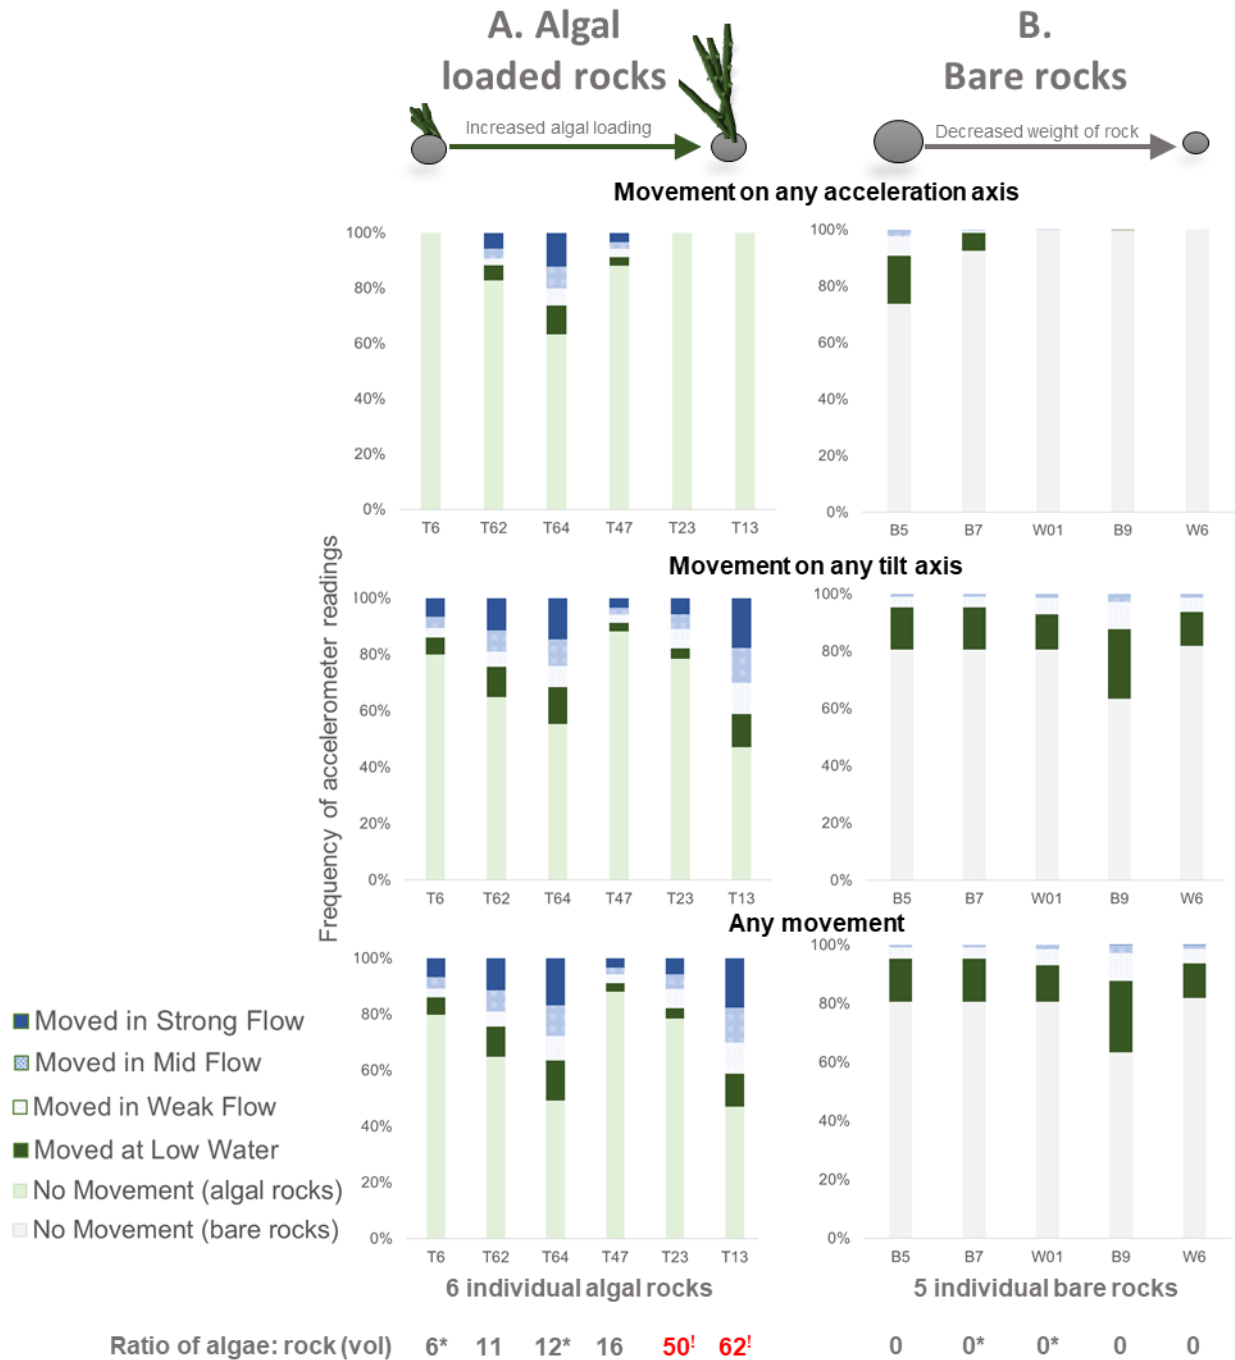 A. Algal
loaded rocks
B.
Bare rocks
Increased algal loading
Decreased weight of rock
Movement on any acceleration axis
100%
80%
60%
40%
20%
0%
T6 T62 T64 T47 T23 T13
100%
80%
60%
40%
20%
0%
B5 B7 W01 B9 W6
Frequency of accelerometer readings
Movement on any tilt axis
100%
80%
60%
40%
20%
0%
T6 T62 T64 T47 T23 T13
100%
80%
60%
40%
20%
0%
B5 B7 W01 B9 W6
Any movement
100%
80%
60%
40%
20%
0%
T6 T62 T64 T47 T23 T13
100%
80%
60%
40%
20%
0%
B5 B7 W01 B9 W6
Moved in Strong Flow
Moved in Mid Flow
Moved in Weak Flow
Moved at Low Water
No Movement (algal rocks)
No Movement (bare rocks)
6 individual algal rocks
5 individual bare rocks
Ratio of algae: rock (vol) 6* 11 12* 16 50! 62! 0 0* 0* 0 0